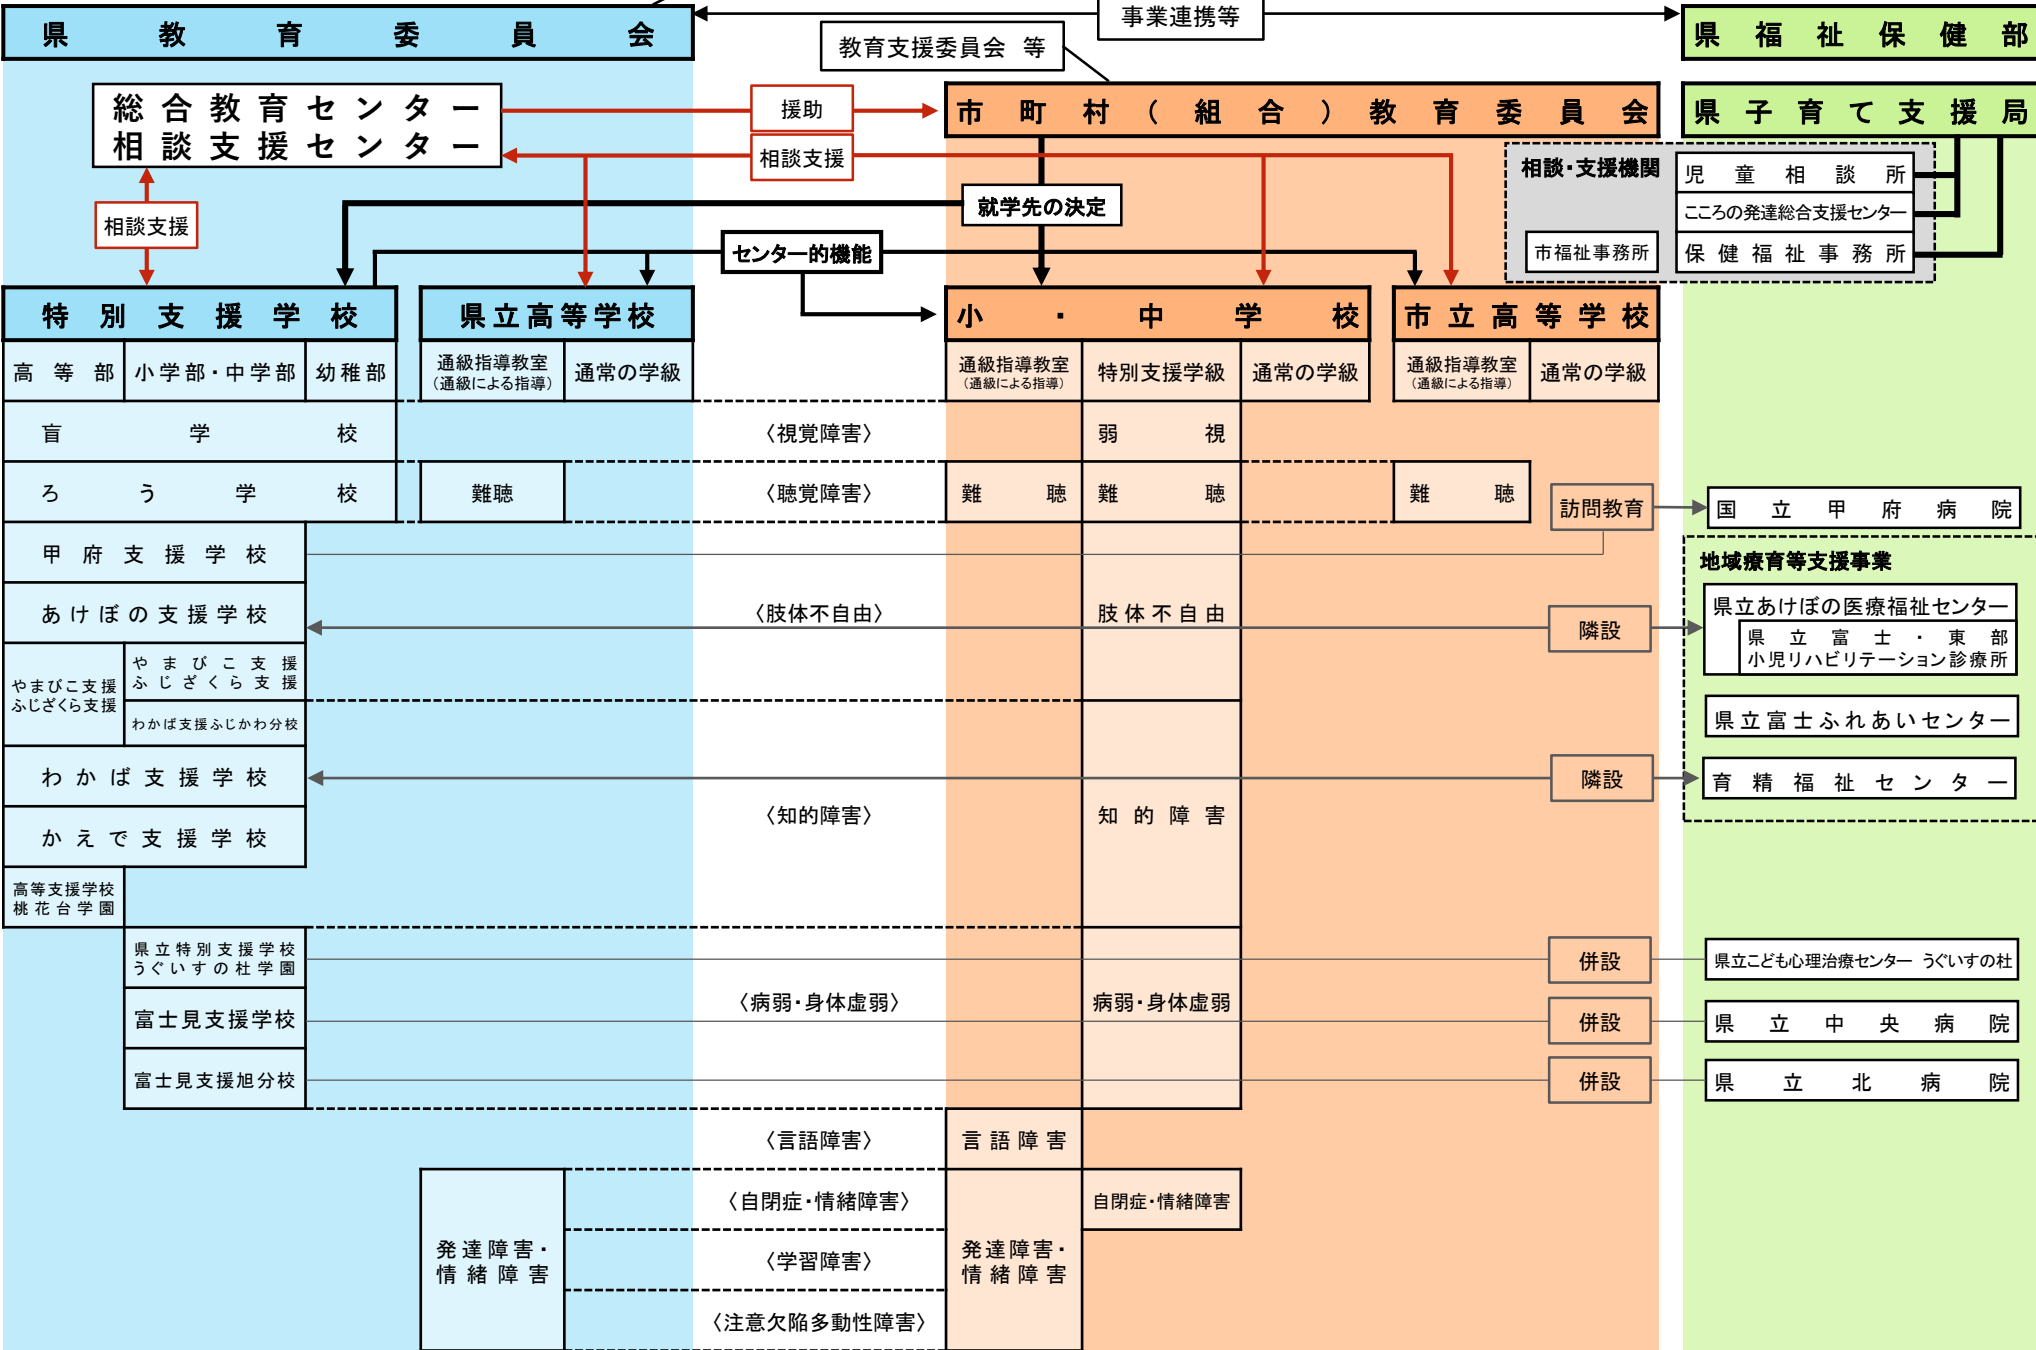 県教育委員会
事業連携等
県福祉保健部
教育支援委員会 等
総合教育センター
相談支援センター
援助
市町村(組合)教育委員会
県子育て支援局
相談支援
相談・支援機関
児童相談所
こころの発達総合支援センター
市福祉事務所
保健福祉事務所
相談支援
就学先の決定
センター的機能
特別支援学校
県立高等学校
小・中学校
市立高等学校
高等部
小学部・中学部
幼稚部
通級指導教室
(通級による指導)
通常の学級
通級指導教室
(通級による指導)
特別支援学級
通常の学級
通級指導教室
(通級による指導)
通常の学級
盲学校
〈視覚障害〉
弱視
ろう学校
難聴
〈聴覚障害〉
難聴
難聴
難聴
訪問教育
国立甲府病院
甲府支援学校
地域療育等支援事業
あけぼの支援学校
〈肢体不自由〉
肢体不自由
隣設
県立あけぼの医療福祉センター
県立富士・東部
小児リハビリテーション診療所
やまびこ支援
ふじざくら支援
やまびこ支援
ふじざくら支援
わかば支援ふじかわ分校
県立富士ふれあいセンター
わかば支援学校
隣設
育精福祉センター
〈知的障害〉
知的障害
かえで支援学校
高等支援学校
桃花台学園
県立特別支援学校
うぐいすの杜学園
併設
県立こども心理治療センター うぐいすの杜
〈病弱・身体虚弱〉
病弱・身体虚弱
富士見支援学校
併設
県立中央病院
富士見支援旭分校
併設
県立北病院
〈言語障害〉
言語障害
〈自閉症・情緒障害〉
自閉症・情緒障害
発達障害・
情緒障害
〈学習障害〉
発達障害・
情緒障害
〈注意欠陥多動性障害〉